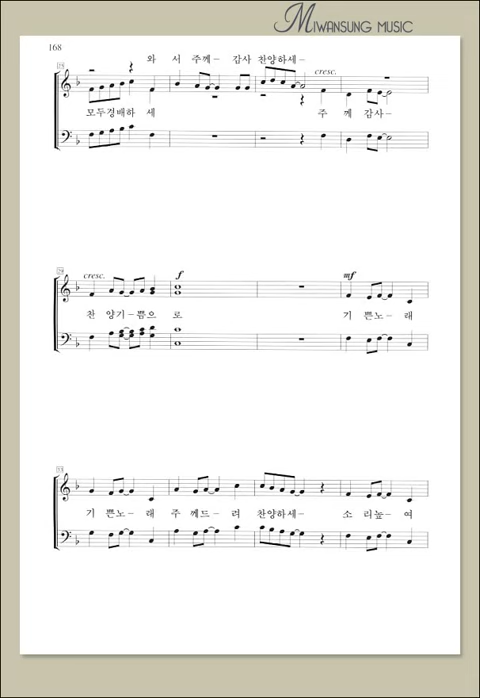 MIWANSUNG MUSIC
168
와 서 주께- 감사 찬양하세-
cresc.
모두경배하 세 주 께 감사-
cresc. f mf
찬 양기-쁨으 로 기 쁜노- 래
기 쁜노- 래 주 께드- 려 찬양하세- 소 리높- 여